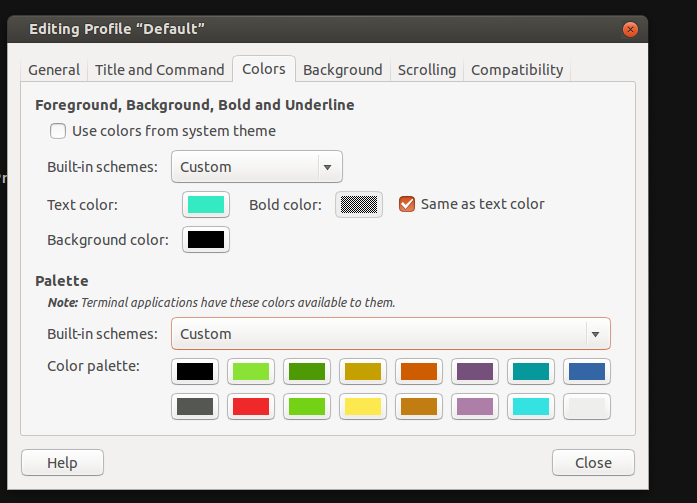 Editing Profile “Default”
General Title and Command Colors Background Scrolling Compatibility
Foreground, Background, Bold and Underline
Use colors from system theme
Built-in schemes: Custom
Text color: Bold color: Same as text color
Background color:
Palette
Note: Terminal applications have these colors available to them.
Built-in schemes: Custom
Color palette:
Help Close